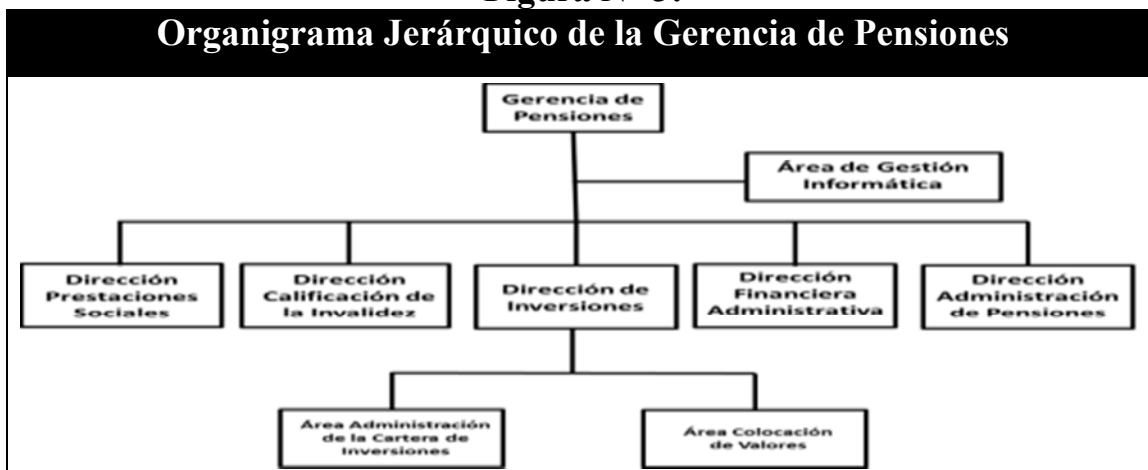 Organigrama Jerárquico de la Gerencia de Pensiones
Gerencia de
Pensiones
Área de Gestión
Informática
Dirección
Prestaciones
Sociales
Dirección
Calificación de
la Invalidez
Dirección de
Inversiones
Dirección
Financiera
Administrativa
Dirección
Administración
de Pensiones
Área Administración
de la Cartera de
Inversiones
Área Colocación
de Valores